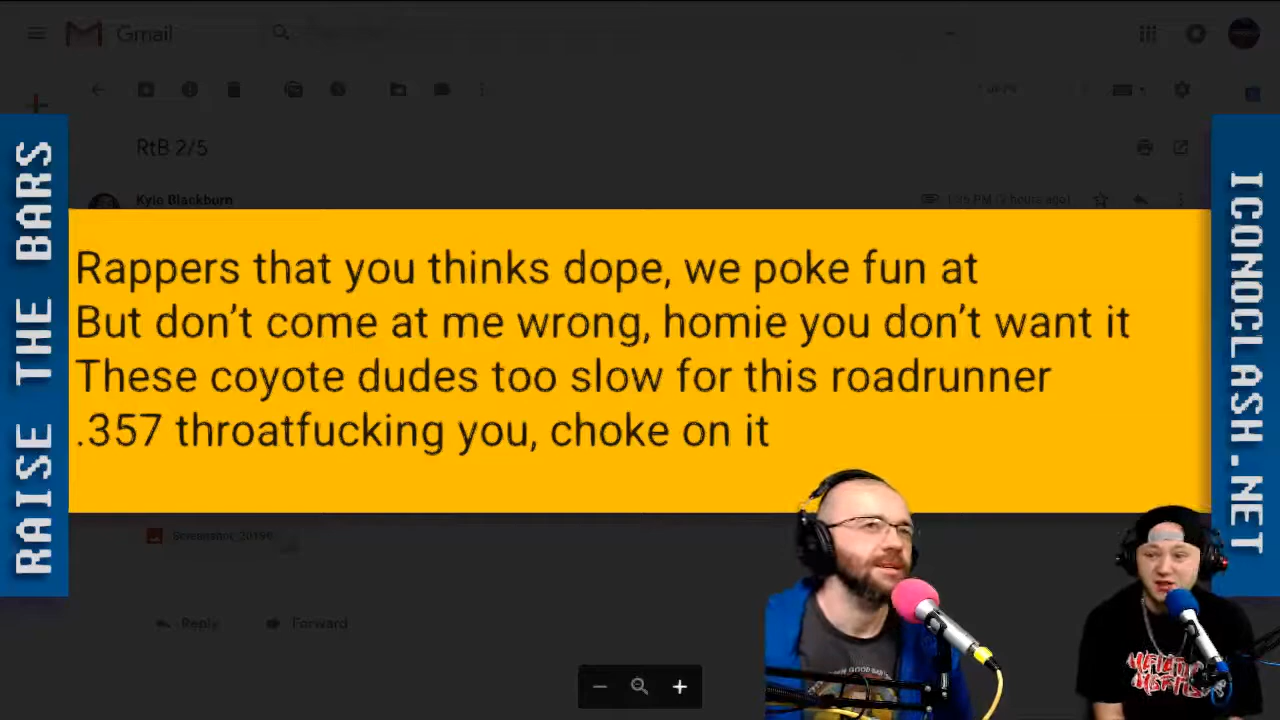 Gmail
RtB 2/5
Kyle Blackburn
RAISE THE BARS
Rappers that you thinks dope, we poke fun at
But don’t come at me wrong, homie you don’t want it
These coyote dudes too slow for this roadrunner
.357 throatfucking you, choke on it
ICONOCLASH.NET
Reply
Forward